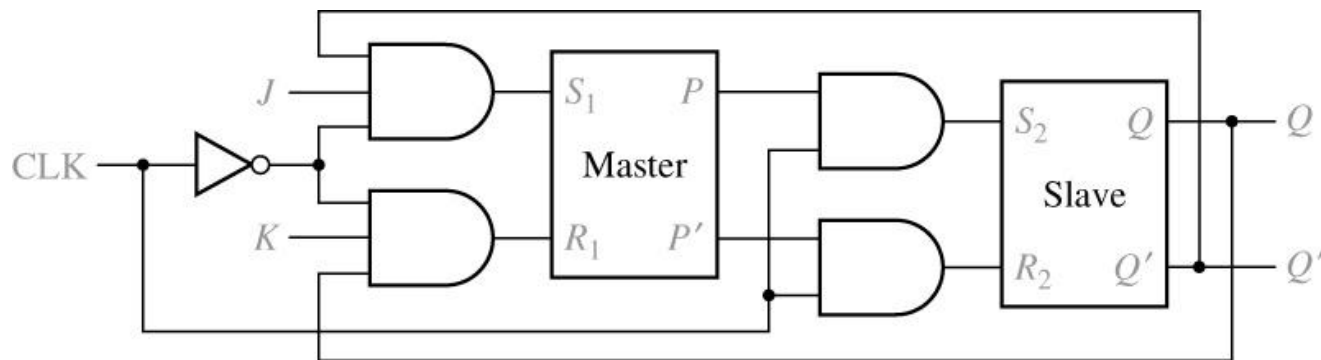 J
CLK
K
S₁ P
Master
R₁ P′
S₂ Q
Slave
R₂ Q′
Q
Q′